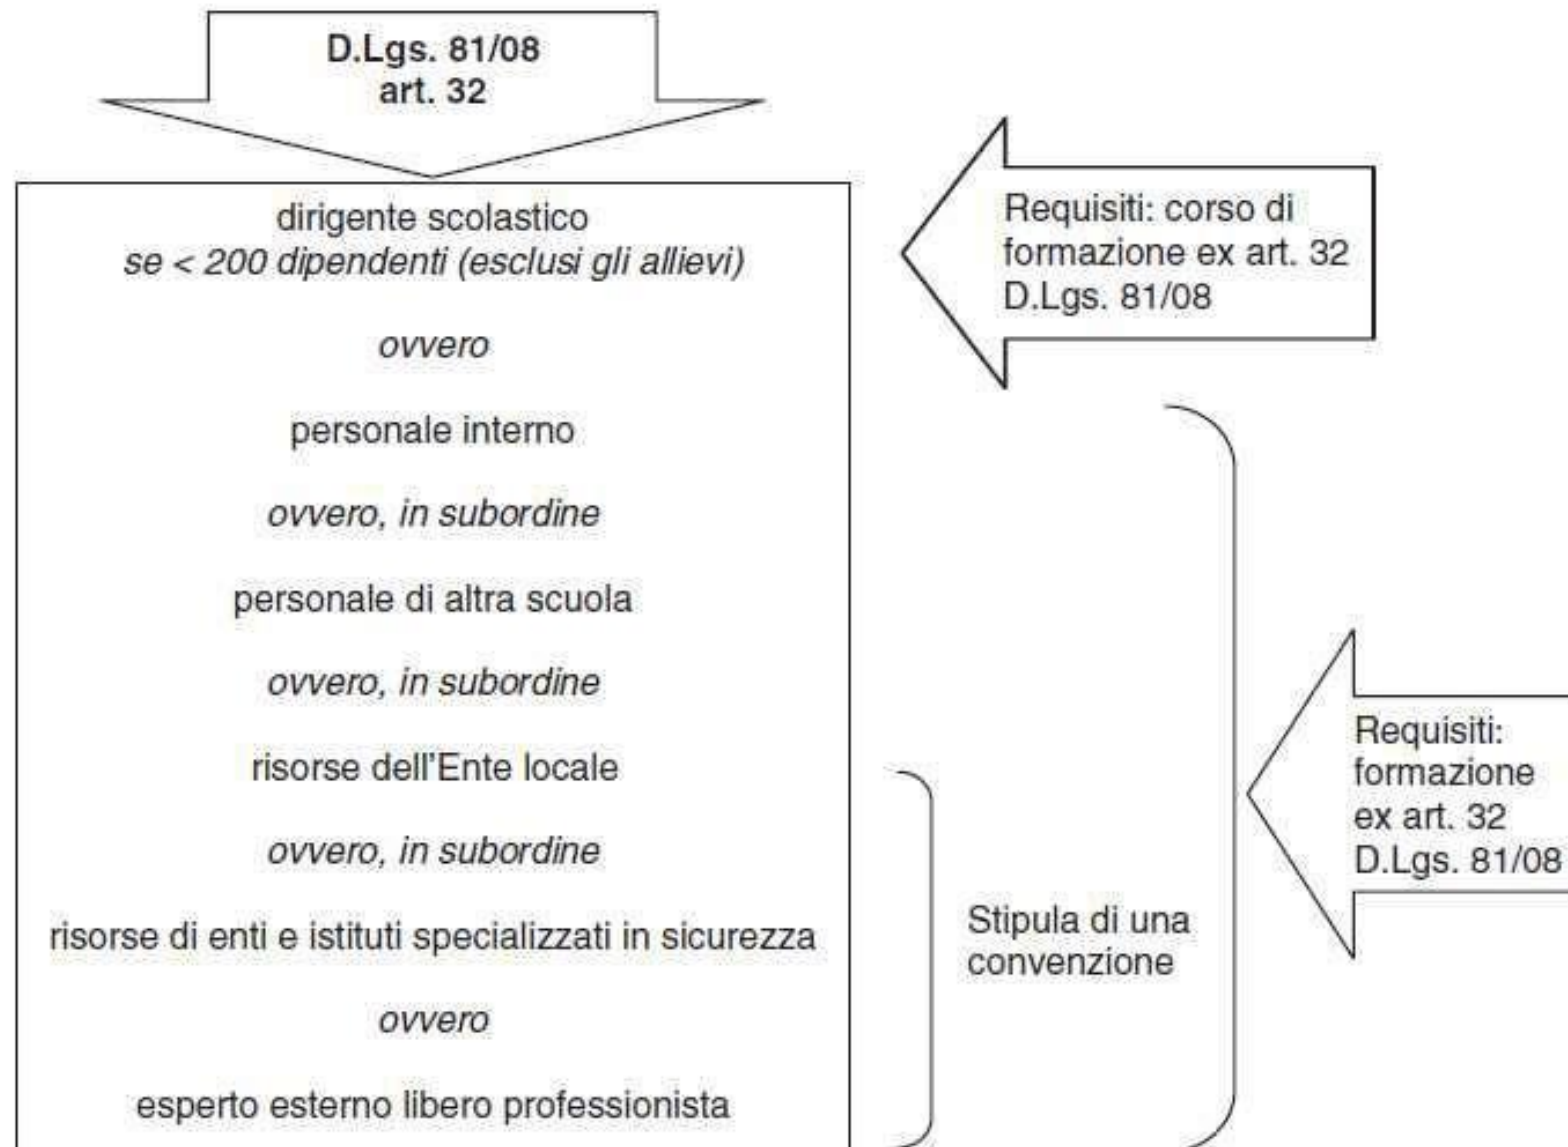 D.Lgs. 81/08
art. 32
dirigente scolastico
se < 200 dipendenti (esclusi gli allievi)
ovvero
personale interno
ovvero, in subordine
personale di altra scuola
ovvero, in subordine
risorse dell'Ente locale
ovvero, in subordine
risorse di enti e istituti specializzati in sicurezza
ovvero
esperto esterno libero professionista
Requisiti: corso di
formazione ex art. 32
D.Lgs. 81/08
Stipula di una
convenzione
Requisiti:
formazione
ex art. 32
D.Lgs. 81/08